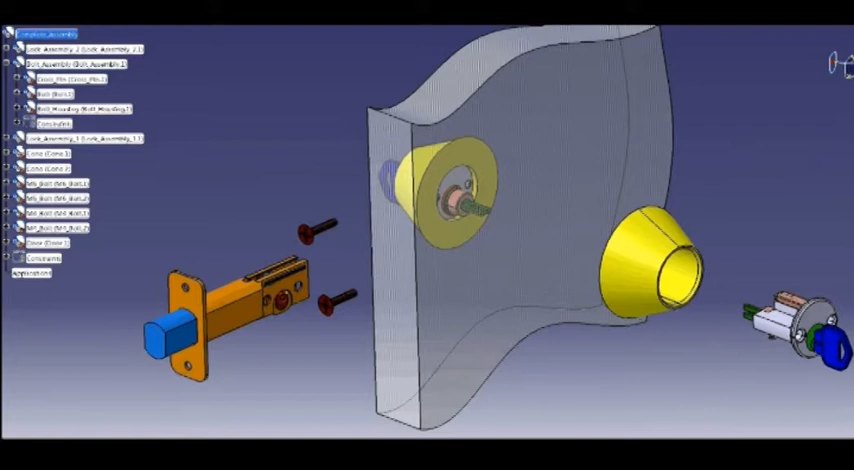 Complete_Assembly
Lock_Assembly_2 (Lock_Assembly_2.1)
Bolt_Assembly (Bolt_Assembly.1)
Cross_Pin (Cross_Pin.1)
Bolt (Bolt.1)
Bolt_Housing (Bolt_Housing.1)
Constraints
Lock_Assembly_1 (Lock_Assembly_1.1)
Cone (Cone.1)
Cone (Cone.2)
M6_Bolt (M6_Bolt.1)
M6_Bolt (M6_Bolt.2)
M4_Bolt (M4_Bolt.1)
M4_Bolt (M4_Bolt.2)
Door (Door.1)
Constraints
Applications